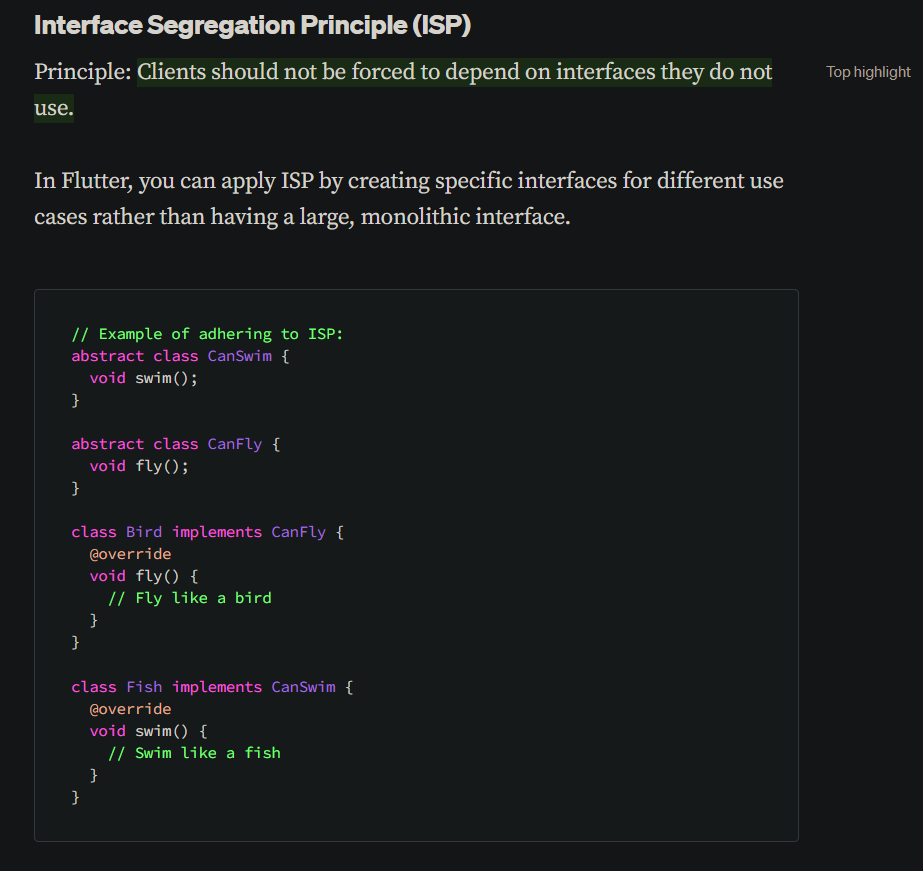 Interface Segregation Principle (ISP)
Principle: Clients should not be forced to depend on interfaces they do not
Top highlight
use.
In Flutter, you can apply ISP by creating specific interfaces for different use
cases rather than having a large, monolithic interface.
// Example of adhering to ISP:
abstract class CanSwim {
  void swim();
}
abstract class CanFly {
  void fly();
}
class Bird implements CanFly {
  @override
  void fly() {
    // Fly like a bird
  }
}
class Fish implements CanSwim {
  @override
  void swim() {
    // Swim like a fish
  }
}